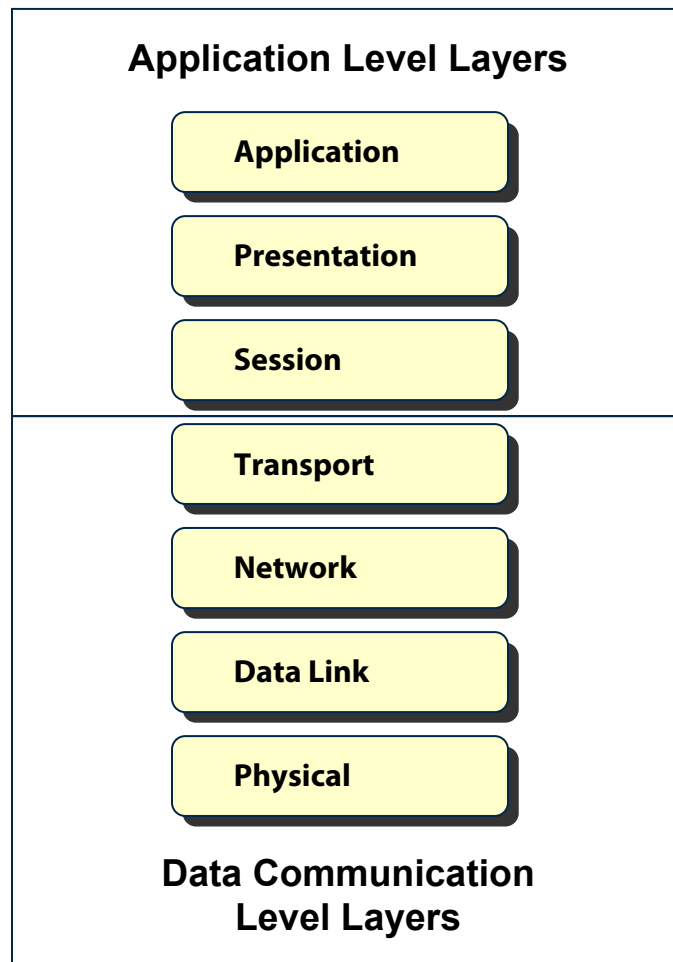 Application Level Layers
Application
Presentation
Session
Transport
Network
Data Link
Physical
Data Communication
Level Layers